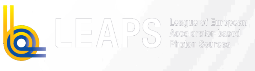 LEAPS
League of European
Accelerator-based
Photon Sources